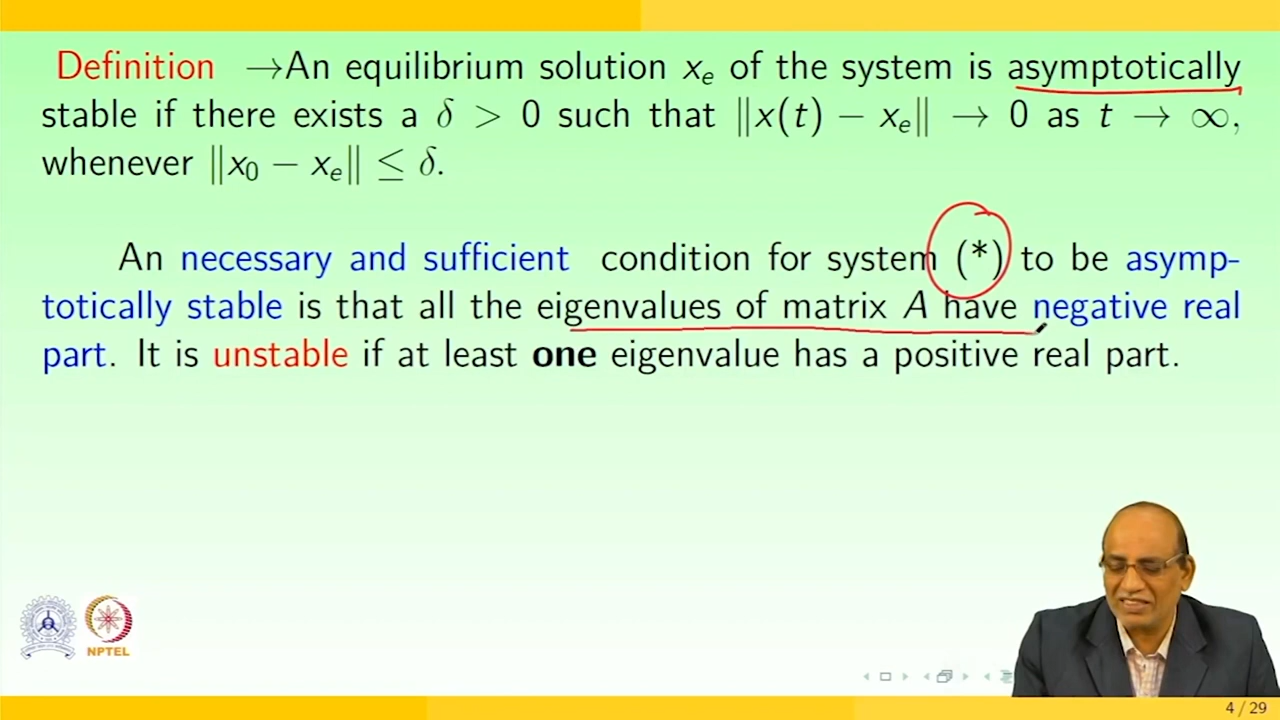 Definition →An equilibrium solution xₑ of the system is asymptotically
stable if there exists a δ > 0 such that ‖x(t) − xₑ‖ → 0 as t → ∞,
whenever ‖x₀ − xₑ‖ ≤ δ.
An necessary and sufficient condition for system (*) to be asymp-
totically stable is that all the eigenvalues of matrix A have negative real
part. It is unstable if at least one eigenvalue has a positive real part.
NPTEL
4 / 29